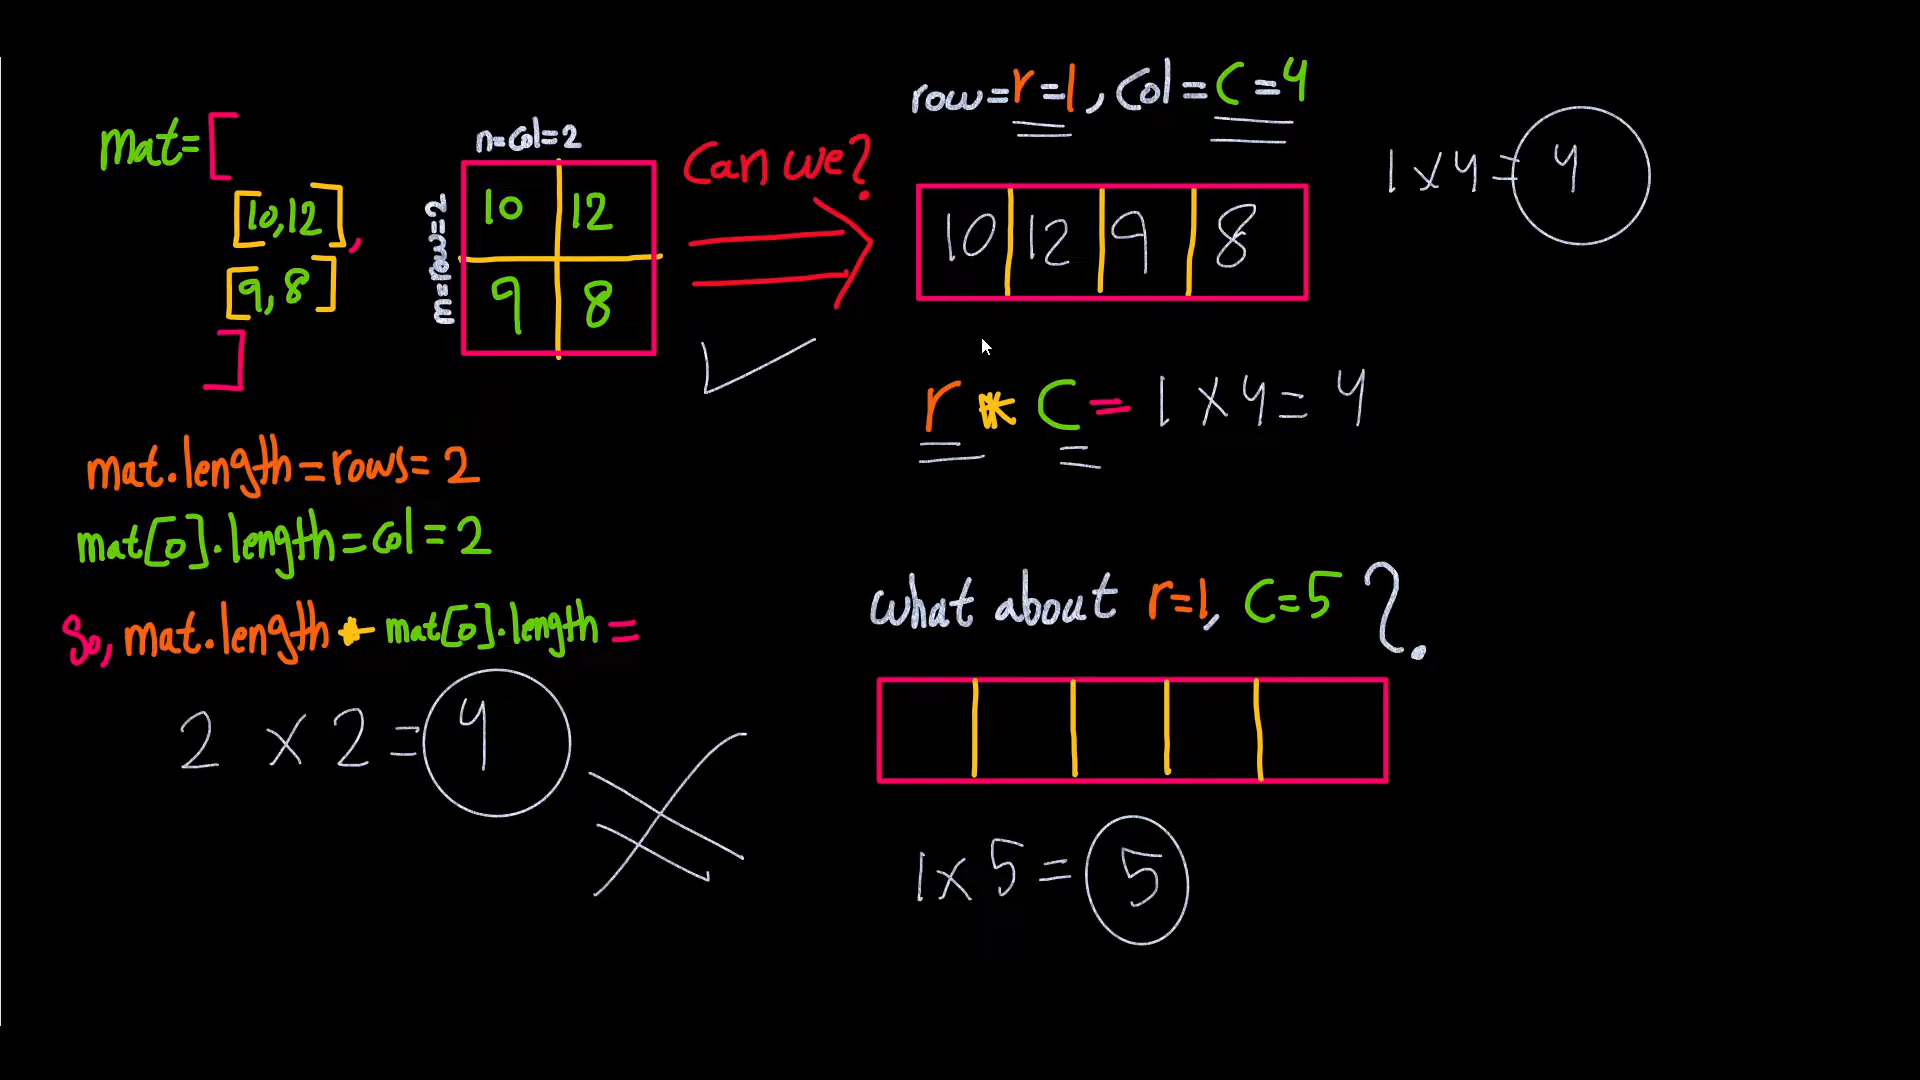 mat=[
[10,12],
[9,8]
]
n=col=2
m=row=2
10 12
9 8
Can we?
row=r=1, col=c=4
10 12 9 8
1x4=4
r * c = 1x4=4
mat.length=rows=2
mat[0].length=col=2
So, mat.length * mat[0].length =
2 x 2 = 4
what about r=1, c=5 ?
1x5=5